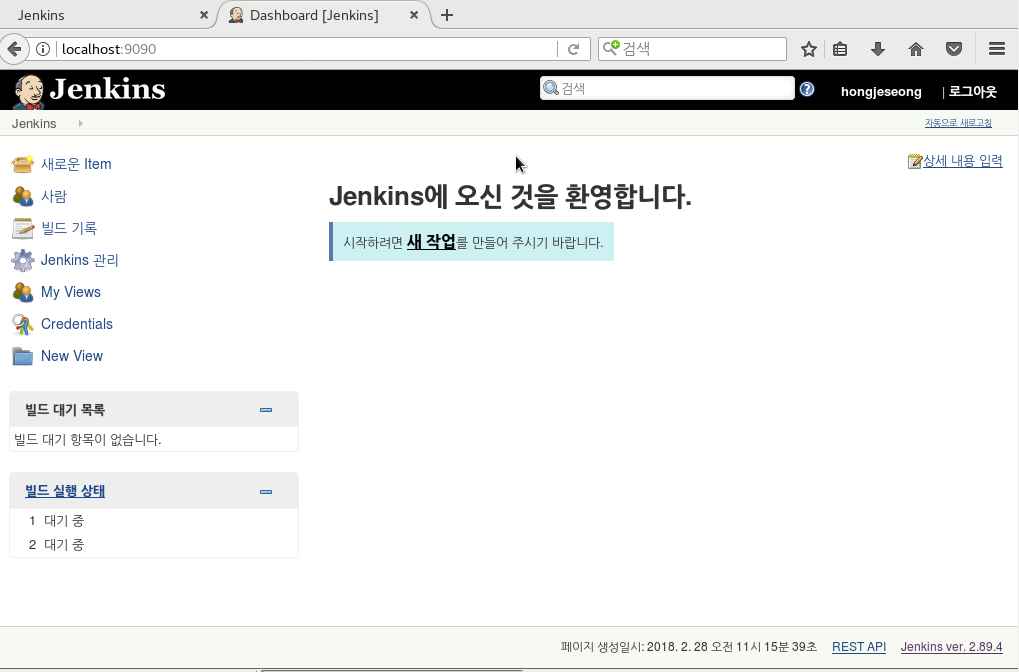 Jenkins
Dashboard [Jenkins]
localhost:9090
검색
Jenkins
검색
hongjeseong
| 로그아웃
Jenkins
자동으로 새로고침
새로운 Item
사람
빌드 기록
Jenkins 관리
My Views
Credentials
New View
상세 내용 입력
Jenkins에 오신 것을 환영합니다.
시작하려면 새 작업를 만들어 주시기 바랍니다.
빌드 대기 목록
빌드 대기 항목이 없습니다.
빌드 실행 상태
1 대기 중
2 대기 중
페이지 생성일시: 2018. 2. 28 오전 11시 15분 39초 REST API Jenkins ver. 2.89.4